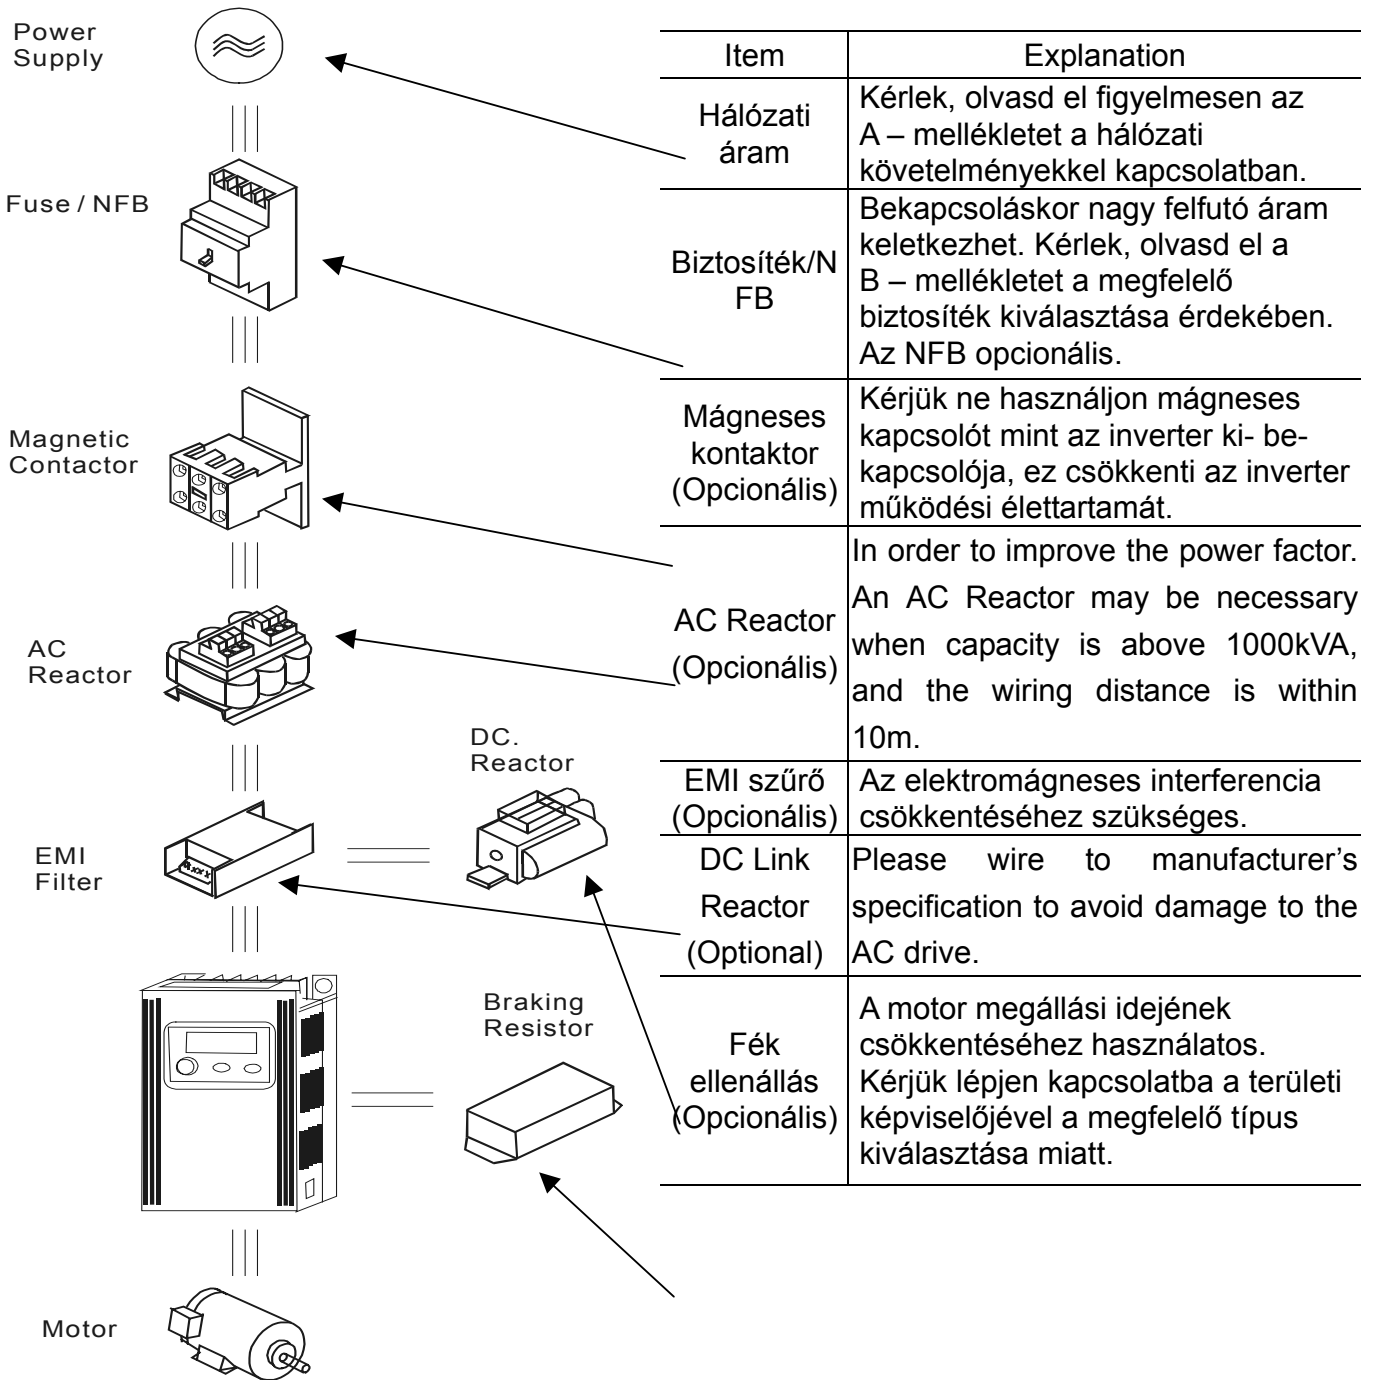 Power
Supply
Fuse / NFB
Magnetic
Contactor
AC
Reactor
DC.
Reactor
EMI
Filter
Braking
Resistor
Motor
Item Explanation
Hálózati
áram
Kérlek, olvasd el figyelmesen az
A – mellékletet a hálózati
követelményekkel kapcsolatban.
Biztosíték/N
FB
Bekapcsoláskor nagy felfutó áram
keletkezhet. Kérlek, olvasd el a
B – mellékletet a megfelelő
biztosíték kiválasztása érdekében.
Az NFB opcionális.
Mágneses
kontaktor
(Opcionális)
Kérjük ne használjon mágneses
kapcsolót mint az inverter ki- be-
kapcsolója, ez csökkenti az inverter
működési élettartamát.
AC Reactor
(Opcionális)
In order to improve the power factor.
An AC Reactor may be necessary
when capacity is above 1000kVA,
and the wiring distance is within
10m.
EMI szűrő
(Opcionális)
Az elektromágneses interferencia
csökkentéséhez szükséges.
DC Link
Reactor
(Optional)
Please wire to manufacturer’s
specification to avoid damage to the
AC drive.
Fék
ellenállás
(Opcionális)
A motor megállási idejének
csökkentéséhez használatos.
Kérjük lépjen kapcsolatba a területi
képviselőjével a megfelelő típus
kiválasztása miatt.